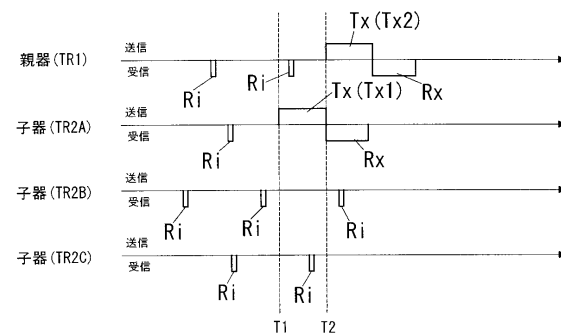 Tx(Tx2)
送信
親器(TR1)
受信
Ri
Ri
Rx
Tx(Tx1)
送信
子器(TR2A)
受信
Ri
Rx
送信
子器(TR2B)
受信
Ri
Ri
Ri
送信
子器(TR2C)
受信
Ri
Ri
T1
T2